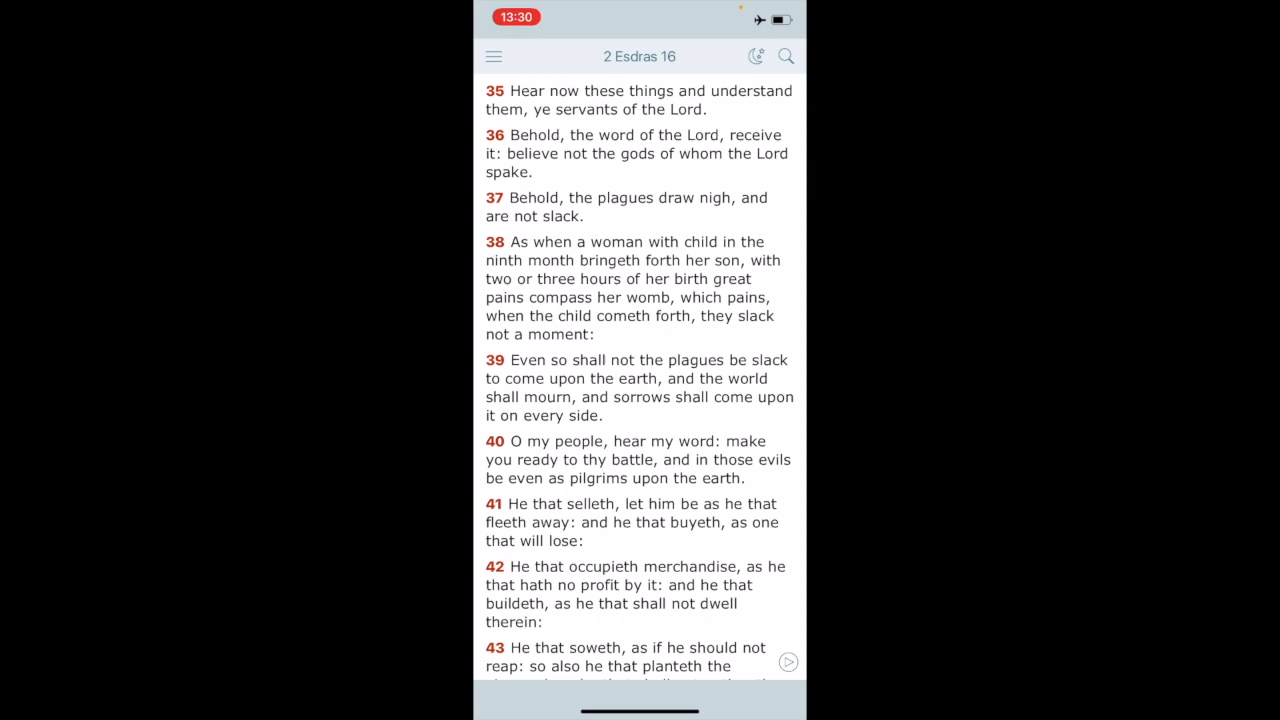 13:30
2 Esdras 16
35 Hear now these things and understand
them, ye servants of the Lord.
36 Behold, the word of the Lord, receive
it: believe not the gods of whom the Lord
spake.
37 Behold, the plagues draw nigh, and
are not slack.
38 As when a woman with child in the
ninth month bringeth forth her son, with
two or three hours of her birth great
pains compass her womb, which pains,
when the child cometh forth, they slack
not a moment:
39 Even so shall not the plagues be slack
to come upon the earth, and the world
shall mourn, and sorrows shall come upon
it on every side.
40 O my people, hear my word: make
you ready to thy battle, and in those evils
be even as pilgrims upon the earth.
41 He that selleth, let him be as he that
fleeth away: and he that buyeth, as one
that will lose:
42 He that occupieth merchandise, as he
that hath no profit by it: and he that
buildeth, as he that shall not dwell
therein:
43 He that soweth, as if he should not
reap: so also he that planteth the